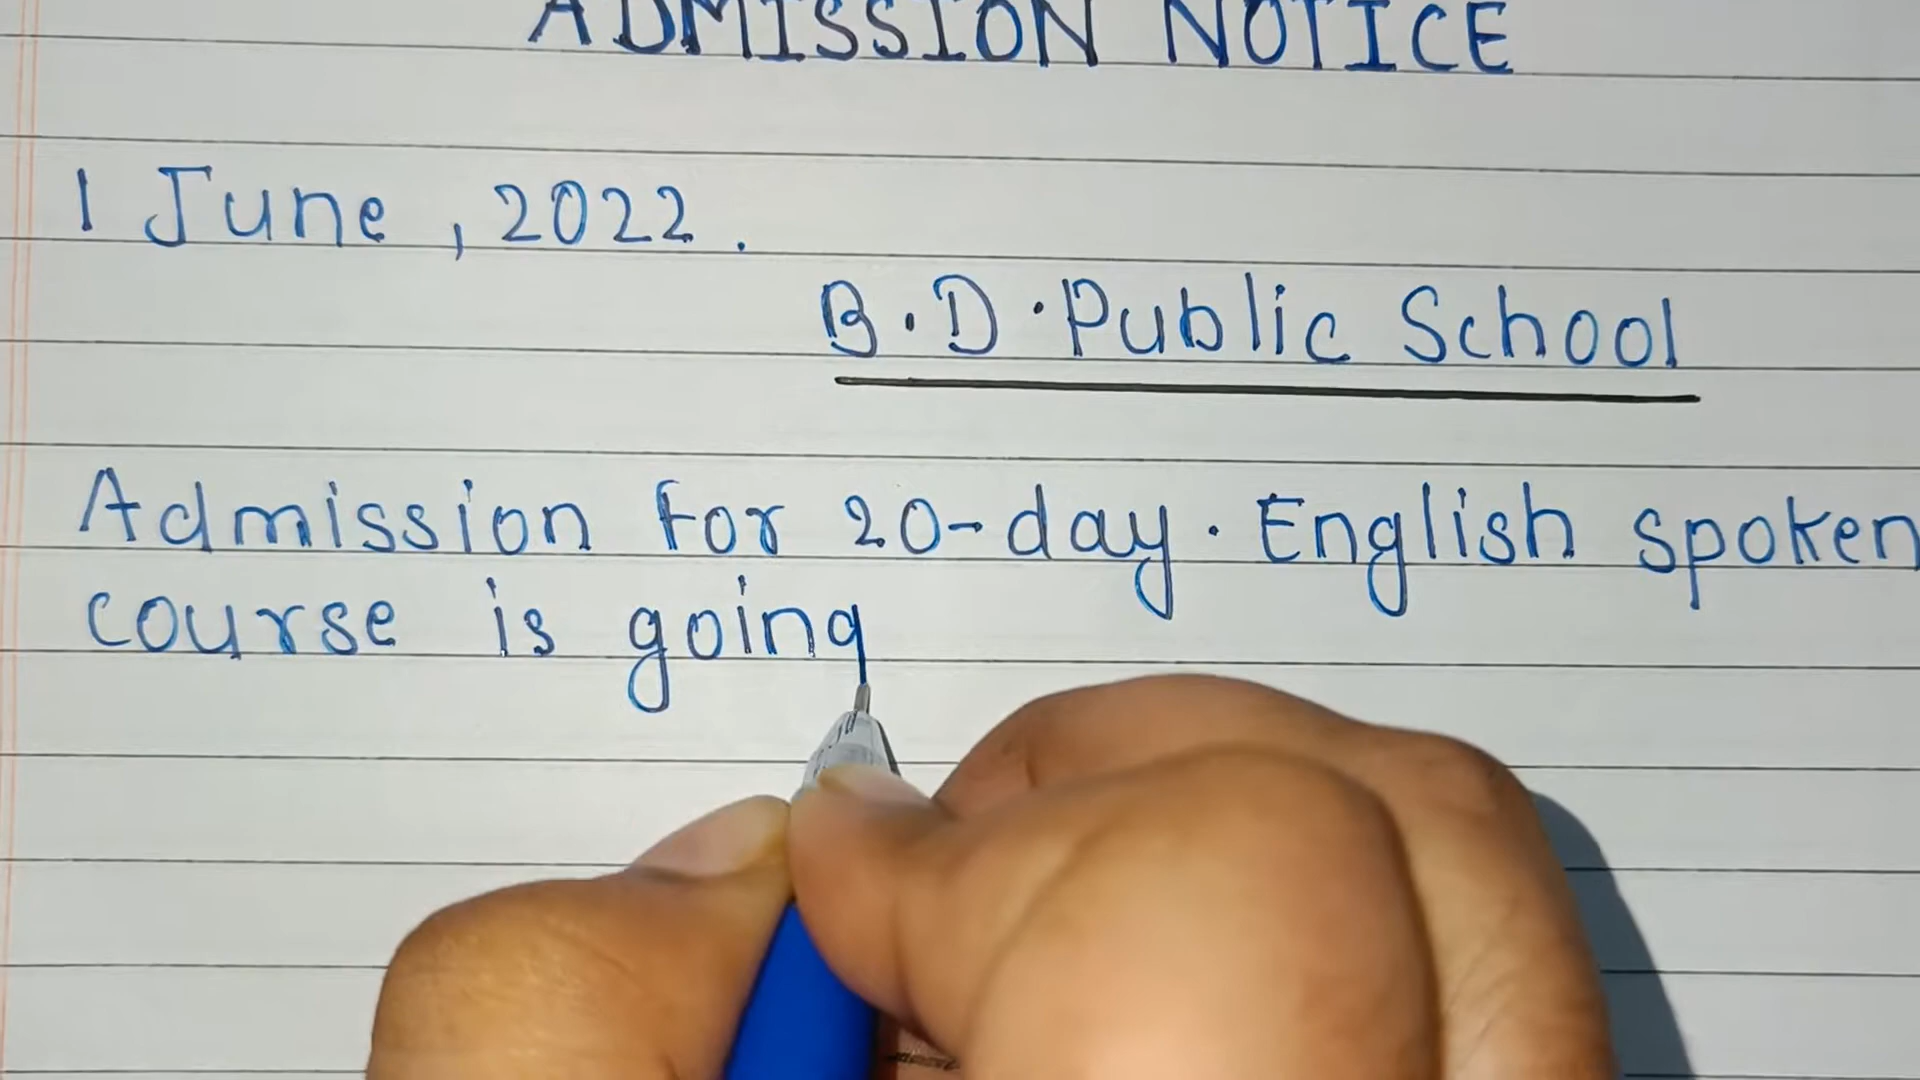 ADMISSION NOTICE
1 June, 2022.
B.D.Public School
Admission for 20-day. English spoken
course is going